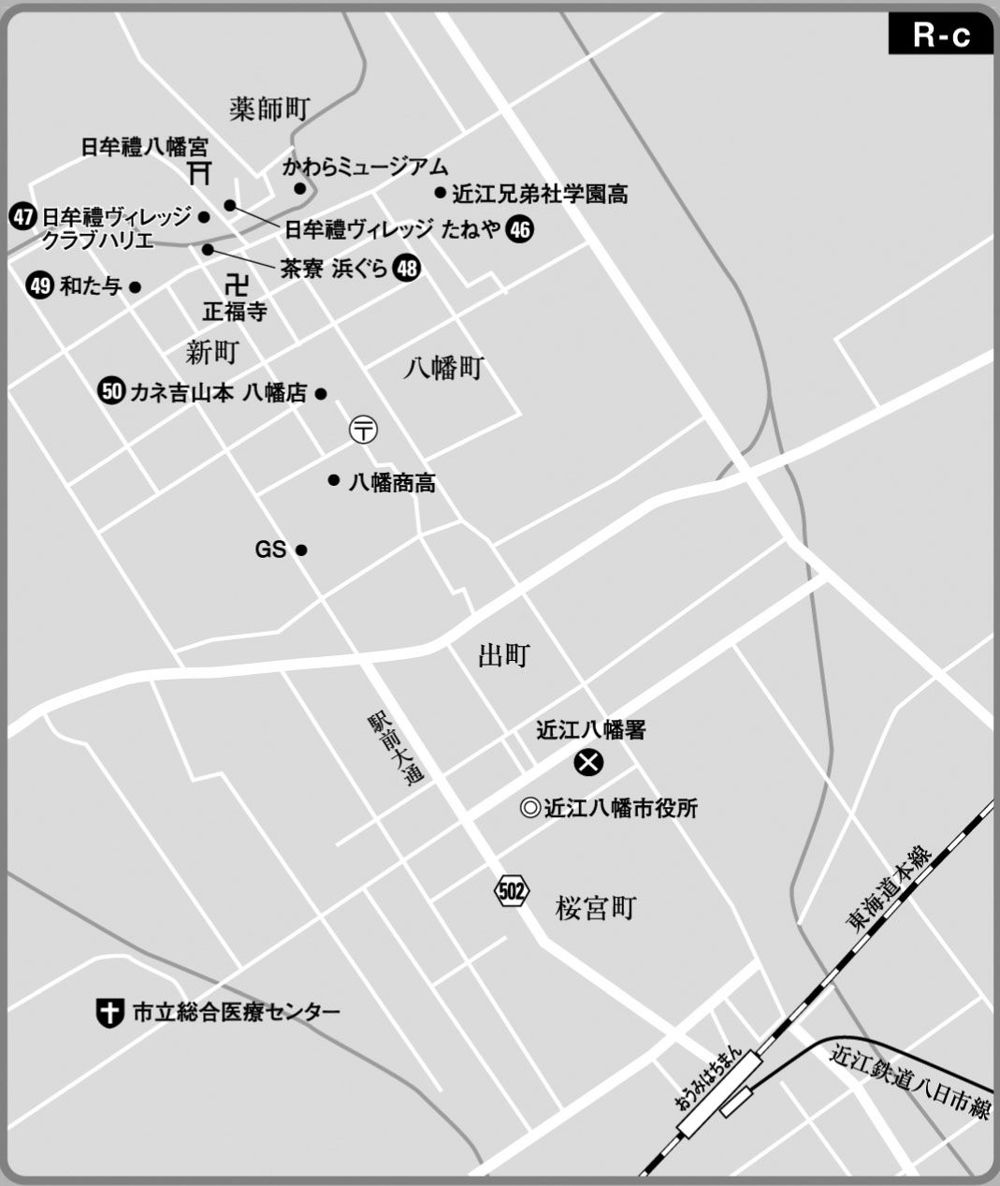 R-c
薬師町
日牟禮八幡宮
かわらミュージアム
近江兄弟社学園高
47 日牟禮ヴィレッジ
クラブハリエ
日牟禮ヴィレッジ たねや 46
茶寮 浜ぐら 48
49 和た与
正福寺
新町
八幡町
50 カネ吉山本 八幡店
〒
八幡商高
GS
出町
駅前大通
近江八幡署
近江八幡市役所
502
桜宮町
東海道本線
市立総合医療センター
おうみはちまん
近江鉄道八日市線